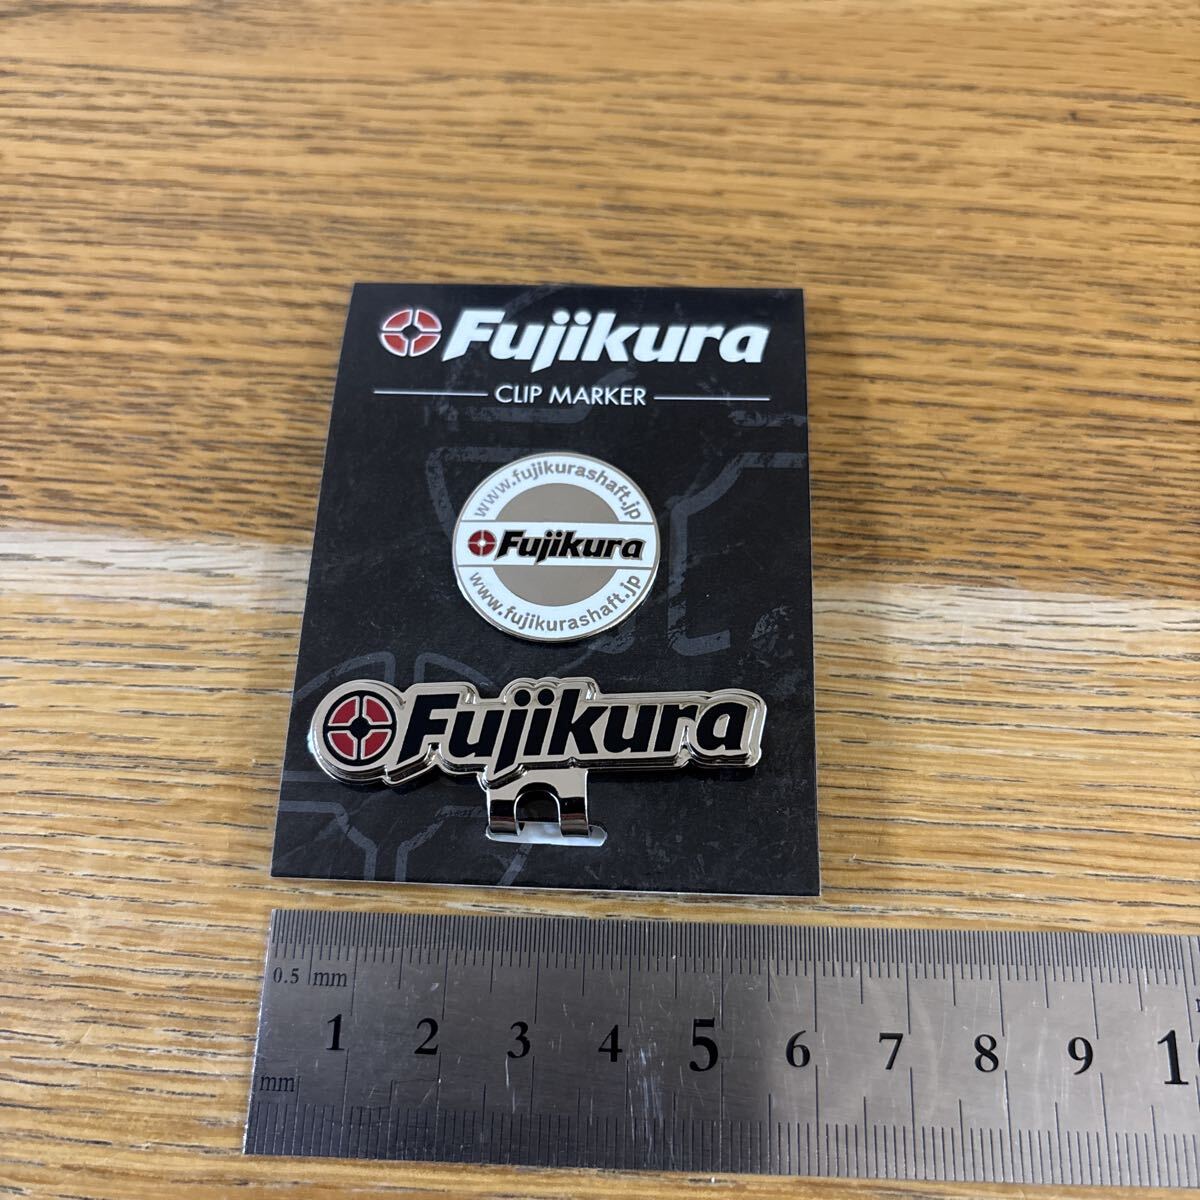 Fujikura
CLIP MARKER
www.fujikurashaft.jp
Fujikura
www.fujikurashaft.jp
Fujikura
0.5 mm
1 2 3 4 5 6 7 8 9 10
mm